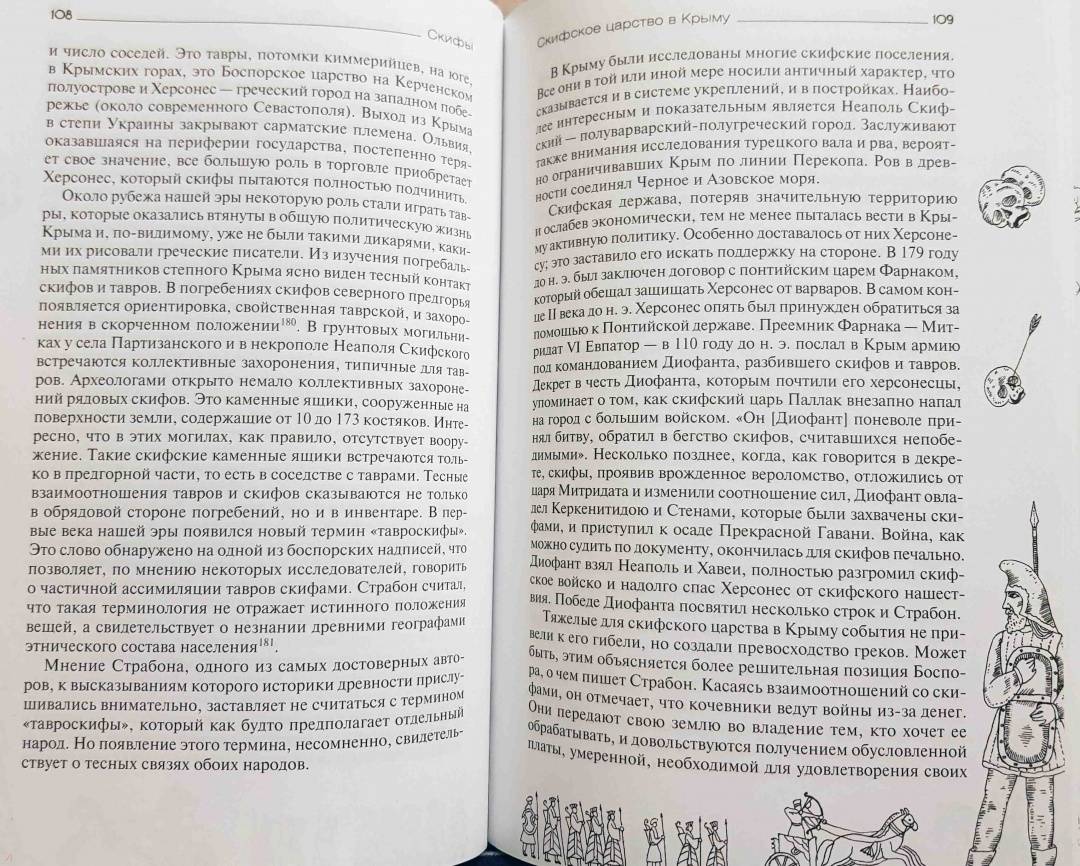 108
Скифы
и число соседей. Это тавры, потомки киммерийцев, на юге,
в Крымских горах, это Боспорское царство на Керченском
полуострове и Херсонес — греческий город на западном побе-
режье (около современного Севастополя). Выход из Крыма
в степи Украины закрывают сарматские племена. Ольвия,
оказавшаяся на периферии государства, постепенно теря-
ет свое значение, все большую роль в торговле приобретает
Херсонес, который скифы пытаются полностью подчинить.
Около рубежа нашей эры некоторую роль стали играть тав-
ры, которые оказались втянуты в общую политическую жизнь
Крыма и, по-видимому, уже не были такими дикарями, каки-
ми их рисовали греческие писатели. Из изучения погребаль-
ных памятников степного Крыма ясно виден тесный контакт
скифов и тавров. В погребениях скифов северного предгорья
появляется ориентировка, свойственная таврской, и захоро-
нения в скорченном положении180. В грунтовых могильни-
ках у села Партизанского и в некрополе Неаполя Скифского
встречаются коллективные захоронения, типичные для тав-
ров. Археологами открыто немало коллективных захороне-
ний рядовых скифов. Это каменные ящики, сооруженные на
поверхности земли, содержащие от 10 до 173 костяков. Инте-
ресно, что в этих могилах, как правило, отсутствует воору-
жение. Такие скифские каменные ящики встречаются толь-
ко в предгорной части, то есть в соседстве с таврами. Тесные
взаимоотношения тавров и скифов сказываются не только
в обрядовой стороне погребений, но и в инвентаре. В пер-
вые века нашей эры появился новый термин «тавроскифы».
Это слово обнаружено на одной из боспорских надписей, что
позволяет, по мнению некоторых исследователей, говорить
о частичной ассимиляции тавров скифами. Страбон считал,
что такая терминология не отражает истинного положения
вещей, а свидетельствует о незнании древними географами
этнического состава населения181.
Мнение Страбона, одного из самых достоверных авто-
ров, к высказываниям которого историки древности прислу-
шивались внимательно, заставляет не считаться с термином
«тавроскифы», который как будто предполагает отдельный
народ. Но появление этого термина, несомненно, свидетель-
ствует о тесных связях обоих народов.
Скифское царство в Крыму
109
В Крыму были исследованы многие скифские поселения.
Все они в той или иной мере носили античный характер, что
сказывается и в системе укреплений, и в постройках. Наибо-
лее интересным и показательным является Неаполь Скиф-
ский — полуварварский-полугреческий город. Заслуживают
также внимания исследования турецкого вала и рва, вероят-
но ограничивавших Крым по линии Перекопа. Ров в древ-
ности соединял Черное и Азовское моря.
Скифская держава, потеряв значительную территорию
и ослабев экономически, тем не менее пыталась вести в Кры-
му активную политику. Особенно доставалось от них Херсоне-
су; это заставило его искать поддержку на стороне. В 179 году
до н. э. был заключен договор с понтийским царем Фарнаком,
который обещал защищать Херсонес от варваров. В самом кон-
це II века до н. э. Херсонес опять был принужден обратиться за
помощью к Понтийской державе. Преемник Фарнака — Мит-
ридат VI Евпатор — в 110 году до н. э. послал в Крым армию
под командованием Диофанта, разбившего скифов и тавров.
Декрет в честь Диофанта, которым почтили его херсонесцы,
упоминает о том, как скифский царь Паллак внезапно напал
на город с большим войском. «Он [Диофант] поневоле при-
нял битву, обратил в бегство скифов, считавшихся непобе-
димыми». Несколько позднее, когда, как говорится в декре-
те, скифы, проявив врожденное вероломство, отложились от
царя Митридата и изменили соотношение сил, Диофант овла-
дел Керкенитидою и Стенами, которые были захвачены ски-
фами, и приступил к осаде Прекрасной Гавани. Война, как
можно судить по документу, окончилась для скифов печально.
Диофант взял Неаполь и Хавеи, полностью разгромил скиф-
ское войско и надолго спас Херсонес от скифского нашест-
вия. Победе Диофанта посвятил несколько строк и Страбон.
Тяжелые для скифского царства в Крыму события не при-
вели к его гибели, но создали превосходство греков. Может
быть, этим объясняется более решительная позиция Боспо-
ра, о чем пишет Страбон. Касаясь взаимоотношений со ски-
фами, он отмечает, что кочевники ведут войны из-за денег.
Они передают свою землю во владение тем, кто хочет ее
обрабатывать, и довольствуются получением обусловленной
платы, умеренной, необходимой для удовлетворения своих